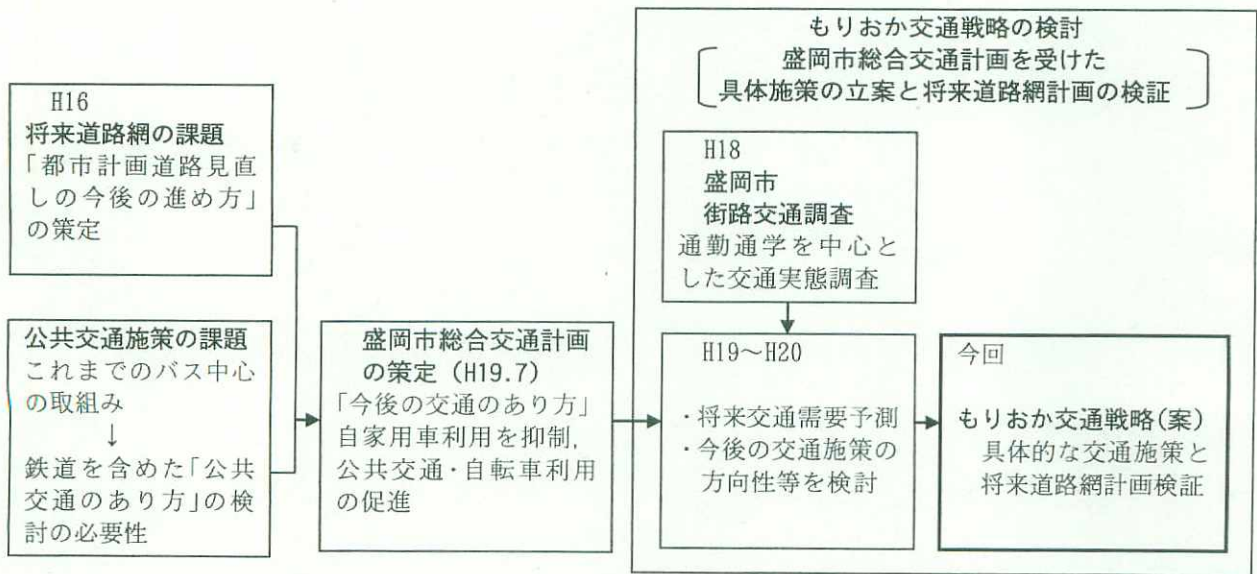 もりおか交通戦略の検討
盛岡市総合交通計画を受けた
具体施策の立案と将来道路網計画の検証
H16
将来道路網の課題
「都市計画道路見直
しの今後の進め方」
の策定
公共交通施策の課題
これまでのバス中心
の取組み
↓
鉄道を含めた「公共
交通のあり方」の検
討の必要性
盛岡市総合交通計画
の策定（H19.7）
「今後の交通のあり方」
自家用車利用を抑制,
公共交通・自転車利用
の促進
H18
盛岡市
街路交通調査
通勤通学を中心と
した交通実態調査
H19～H20
・将来交通需要予測
・今後の交通施策の
方向性等を検討
今回
もりおか交通戦略(案)
具体的な交通施策と
将来道路網計画検証